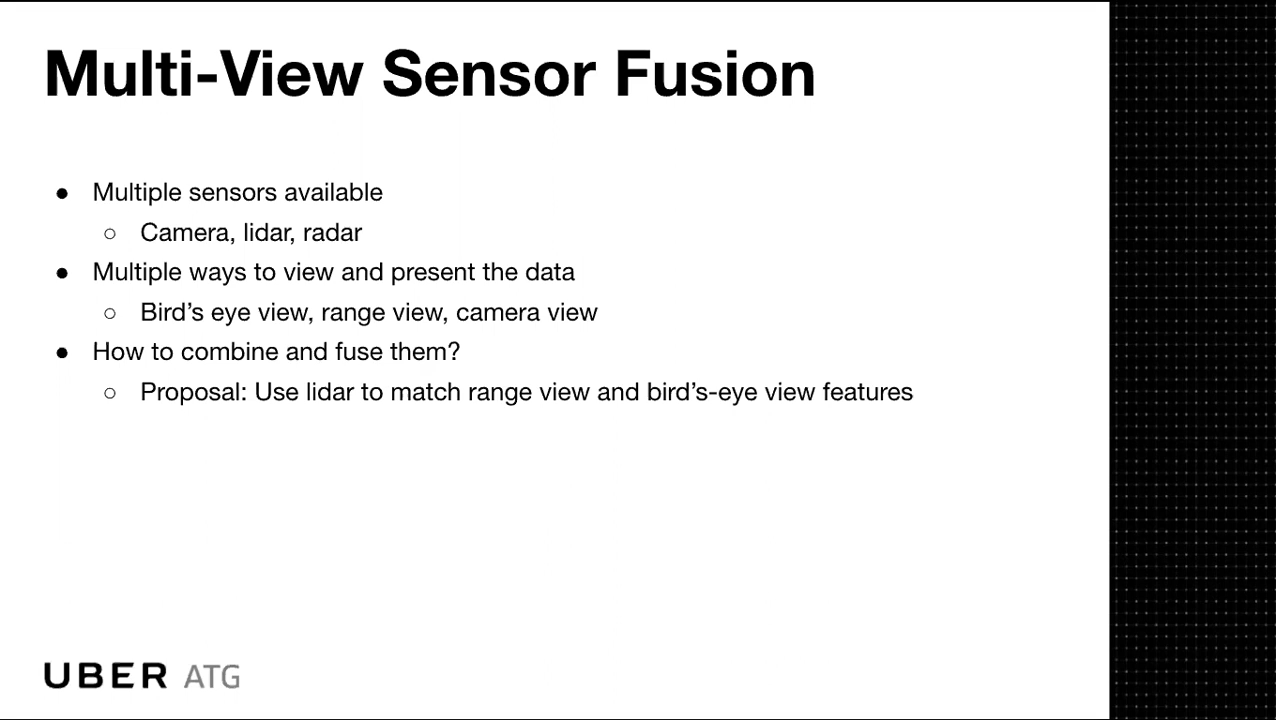 Multi-View Sensor Fusion
● Multiple sensors available
○ Camera, lidar, radar
● Multiple ways to view and present the data
○ Bird’s eye view, range view, camera view
● How to combine and fuse them?
○ Proposal: Use lidar to match range view and bird’s-eye view features
UBER ATG